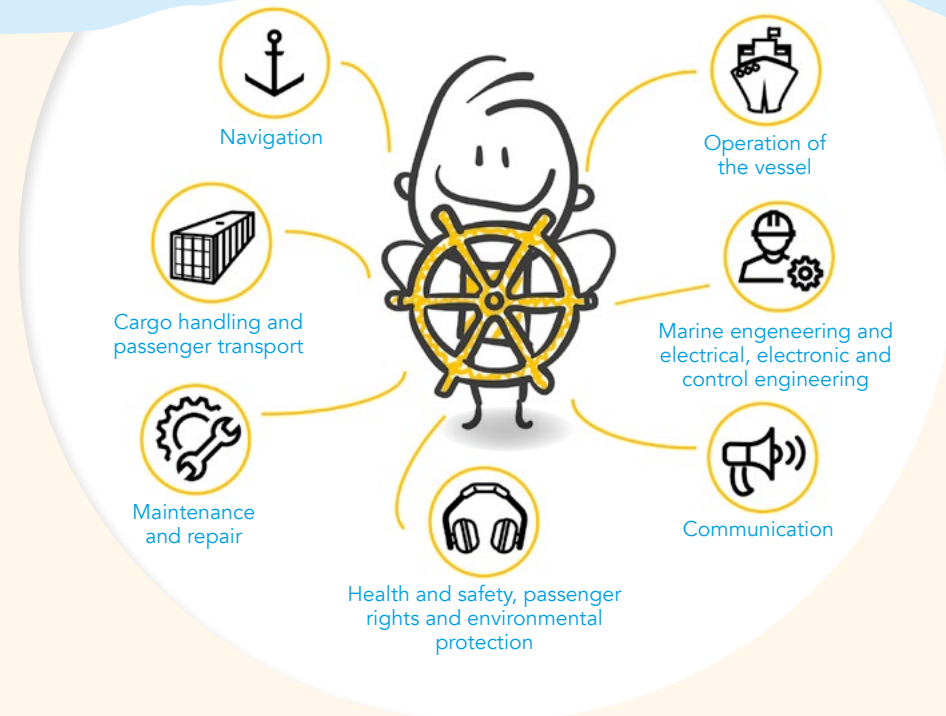 Navigation
Operation of
the vessel
Cargo handling and
passenger transport
Marine engeneering and
electrical, electronic and
control engineering
Maintenance
and repair
Communication
Health and safety, passenger
rights and environmental
protection